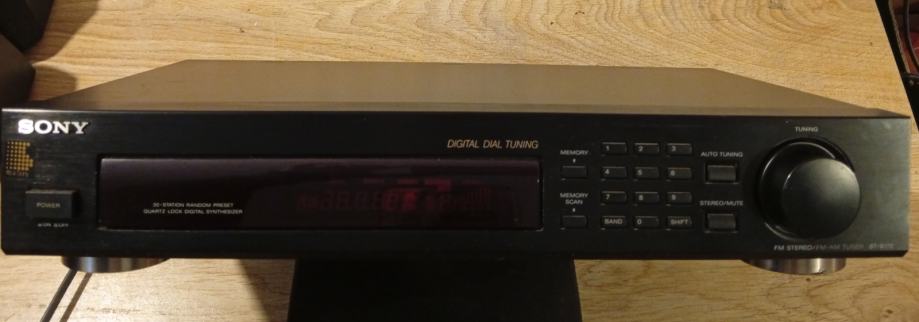 SONY
DIGITAL DIAL TUNING
TUNING
MEMORY
1 2 3
AUTO TUNING
4 5 6
POWER
30-STATION RANDOM PRESET
QUARTZ LOCK DIGITAL SYNTHESIZER
MEMORY
SCAN
7 8 9
STEREO/MUTE
BAND 0 SHIFT
FM STEREO/FM-AM TUNER